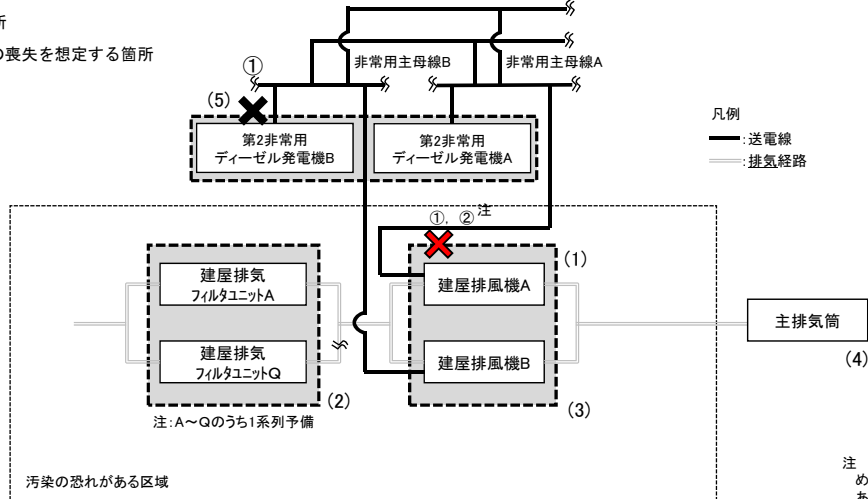 所
の喪失を想定する箇所
①
非常用主母線B
非常用主母線A
(5)
第2非常用
ディーゼル発電機B
第2非常用
ディーゼル発電機A
凡例
:送電線
:排気経路
①，②注
(1)
建屋排気
フィルタユニットA
建屋排風機A
主排気筒
(4)
建屋排気
フィルタユニットQ
建屋排風機B
(2)
(3)
注:A～Qのうち1系列予備
汚染の恐れがある区域
注
め